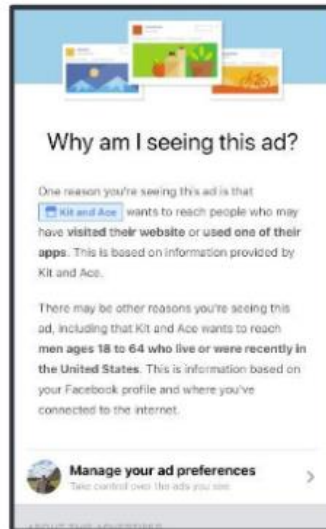 Why am I seeing this ad?
One reason you're seeing this ad is that
Kit and Ace wants to reach people who may
have visited their website or used one of their
apps. This is based on information provided by
Kit and Ace.
There may be other reasons you're seeing this
ad, including that Kit and Ace wants to reach
men ages 18 to 64 who live or were recently in
the United States. This is information based on
your Facebook profile and where you've
connected to the internet.
Manage your ad preferences
Take control over the ads you see
ABOUT THIS ADVERTISER